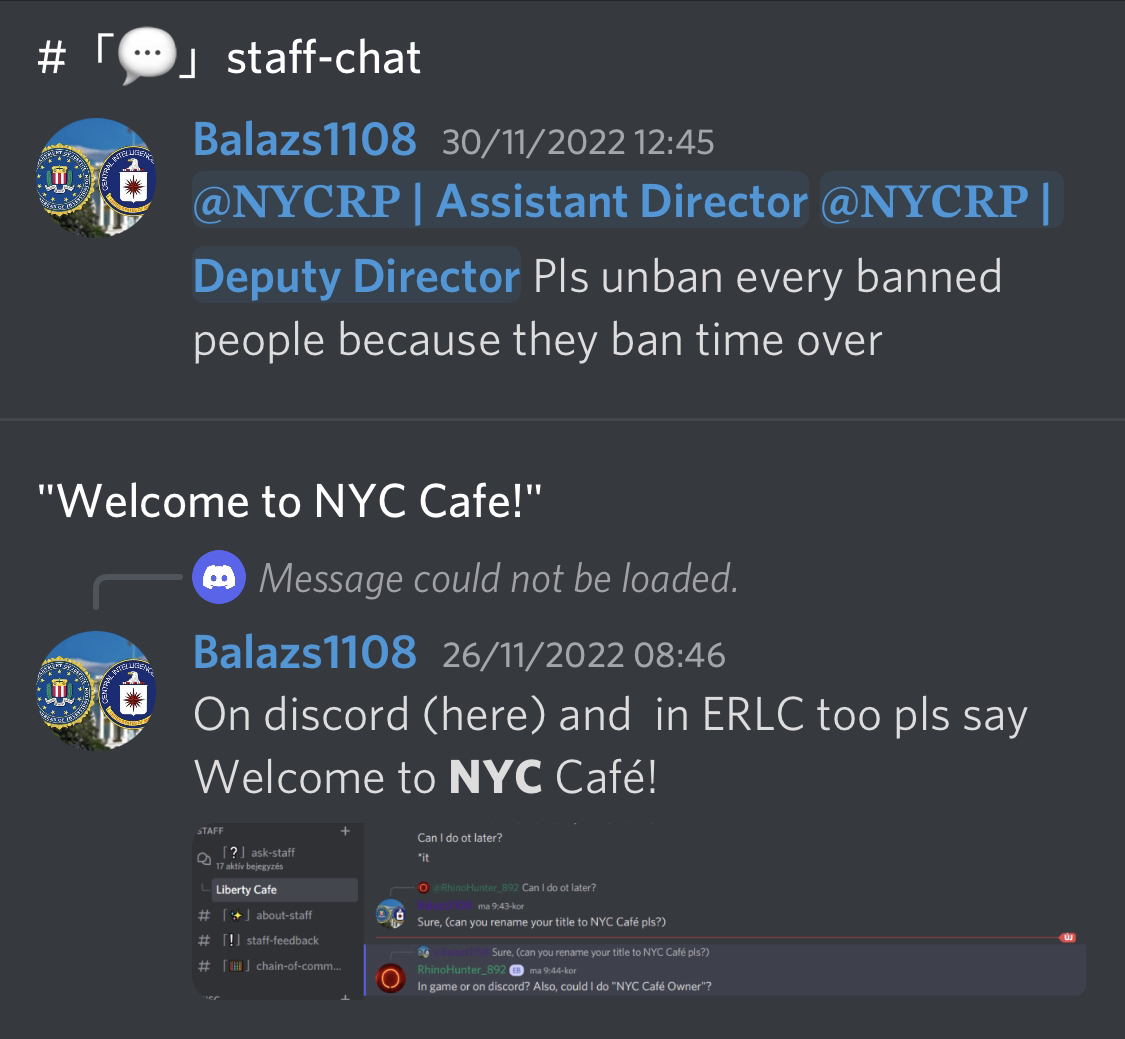 # 「💬」 staff-chat
Balazs1108 30/11/2022 12:45
@NYCRP | Assistant Director @NYCRP |
Deputy Director Pls unban every banned
people because they ban time over
"Welcome to NYC Cafe!"
Message could not be loaded.
Balazs1108 26/11/2022 08:46
On discord (here) and in ERLC too pls say
Welcome to NYC Café!
STAFF +
「❓」 ask-staff
17 aktív bejegyzés
Liberty Cafe
# 「✨」 about-staff
# 「❗」 staff-feedback
# 「🧱」 chain-of-comm...
Can I do ot later?
*it
@RhinoHunter_892 Can I do ot later?
ma 9:43-kor
Sure, (can you rename your title to NYC Café pls?)
ÚJ
Sure, (can you rename your title to NYC Café pls?)
RhinoHunter_892 EB ma 9:44-kor
In game or on discord? Also, could I do "NYC Café Owner"?